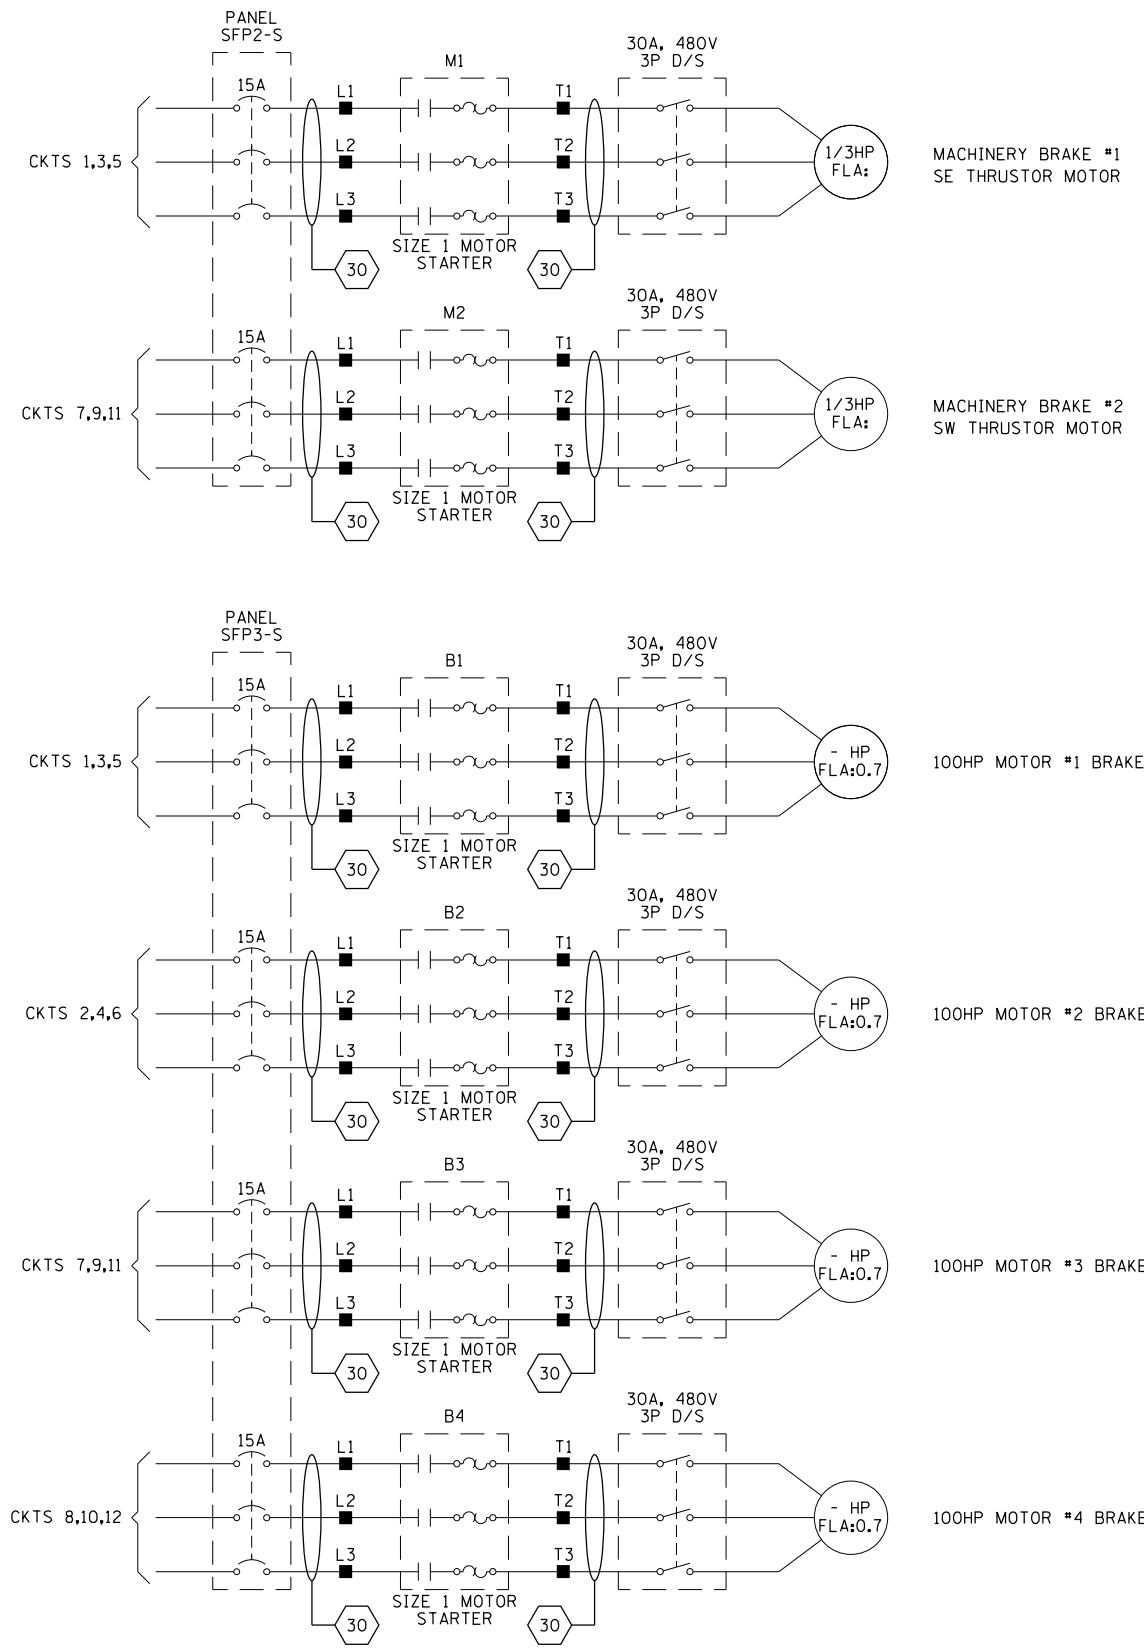 PANEL
SFP2-S
30A, 480V
3P D/S
M1
15A
L1
T1
CKTS 1,3,5
L2
T2
1/3HP
FLA:
MACHINERY BRAKE #1
SE THRUSTOR MOTOR
L3
T3
SIZE 1 MOTOR
STARTER
30
30
30A, 480V
3P D/S
M2
15A
L1
T1
CKTS 7,9,11
L2
T2
1/3HP
FLA:
MACHINERY BRAKE #2
SW THRUSTOR MOTOR
L3
T3
SIZE 1 MOTOR
STARTER
30
30
PANEL
SFP3-S
30A, 480V
3P D/S
B1
15A
L1
T1
CKTS 1,3,5
L2
T2
- HP
FLA:0.7
100HP MOTOR #1 BRAKE
L3
T3
SIZE 1 MOTOR
STARTER
30
30
30A, 480V
3P D/S
B2
15A
L1
T1
CKTS 2,4,6
L2
T2
- HP
FLA:0.7
100HP MOTOR #2 BRAKE
L3
T3
SIZE 1 MOTOR
STARTER
30
30
30A, 480V
3P D/S
B3
15A
L1
T1
CKTS 7,9,11
L2
T2
- HP
FLA:0.7
100HP MOTOR #3 BRAKE
L3
T3
SIZE 1 MOTOR
STARTER
30
30
30A, 480V
3P D/S
B4
15A
L1
T1
CKTS 8,10,12
L2
T2
- HP
FLA:0.7
100HP MOTOR #4 BRAKE
L3
T3
SIZE 1 MOTOR
STARTER
30
30